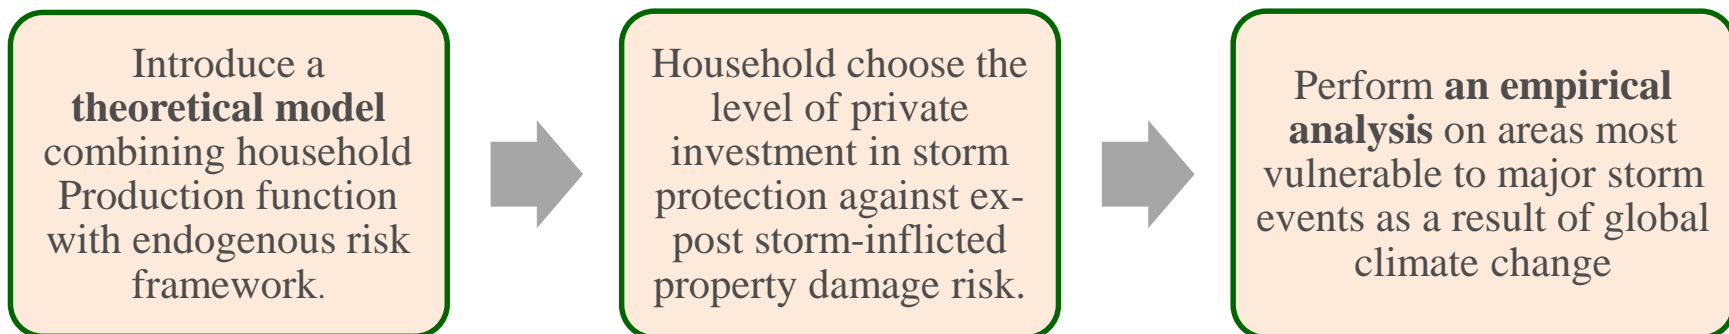 Introduce a
theoretical model
combining household
Production function
with endogenous risk
framework.
Household choose the
level of private
investment in storm
protection against ex-
post storm-inflicted
property damage risk.
Perform an empirical
analysis on areas most
vulnerable to major storm
events as a result of global
climate change